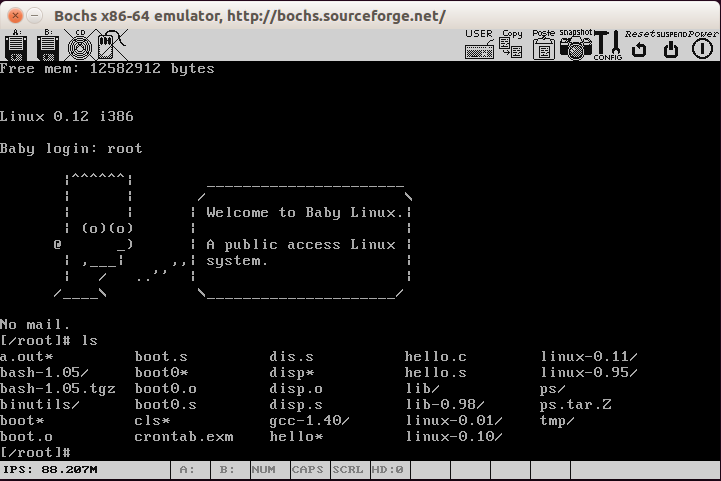 Bochs x86-64 emulator, http://bochs.sourceforge.net/
A: B: CD USER Copy Paste snapshot CONFIG Reset SUSPEND Power
Free mem: 12582912 bytes
Linux 0.12 i386
Baby login: root
¦^^^^^^¦ ______________________
¦ ¦ / \
¦ ¦ ¦ Welcome to Baby Linux.¦
¦ (o)(o) ¦ ¦
@ _) ¦ A public access Linux ¦
¦ ,___¦ ,,¦ system. ¦
¦ / ..'' ¦ ¦
/____\ \_____________________/
No mail.
[/root]# ls
a.out* boot.s dis.s hello.c linux-0.11/
bash-1.05/ boot0* disp* hello.s linux-0.95/
bash-1.05.tgz boot0.o disp.o lib/ ps/
binutils/ boot0.s disp.s lib-0.98/ ps.tar.Z
boot* cls* gcc-1.40/ linux-0.01/ tmp/
boot.o crontab.exm hello* linux-0.10/
[/root]#
IPS: 88.207M A: B: NUM CAPS SCRL HD:0